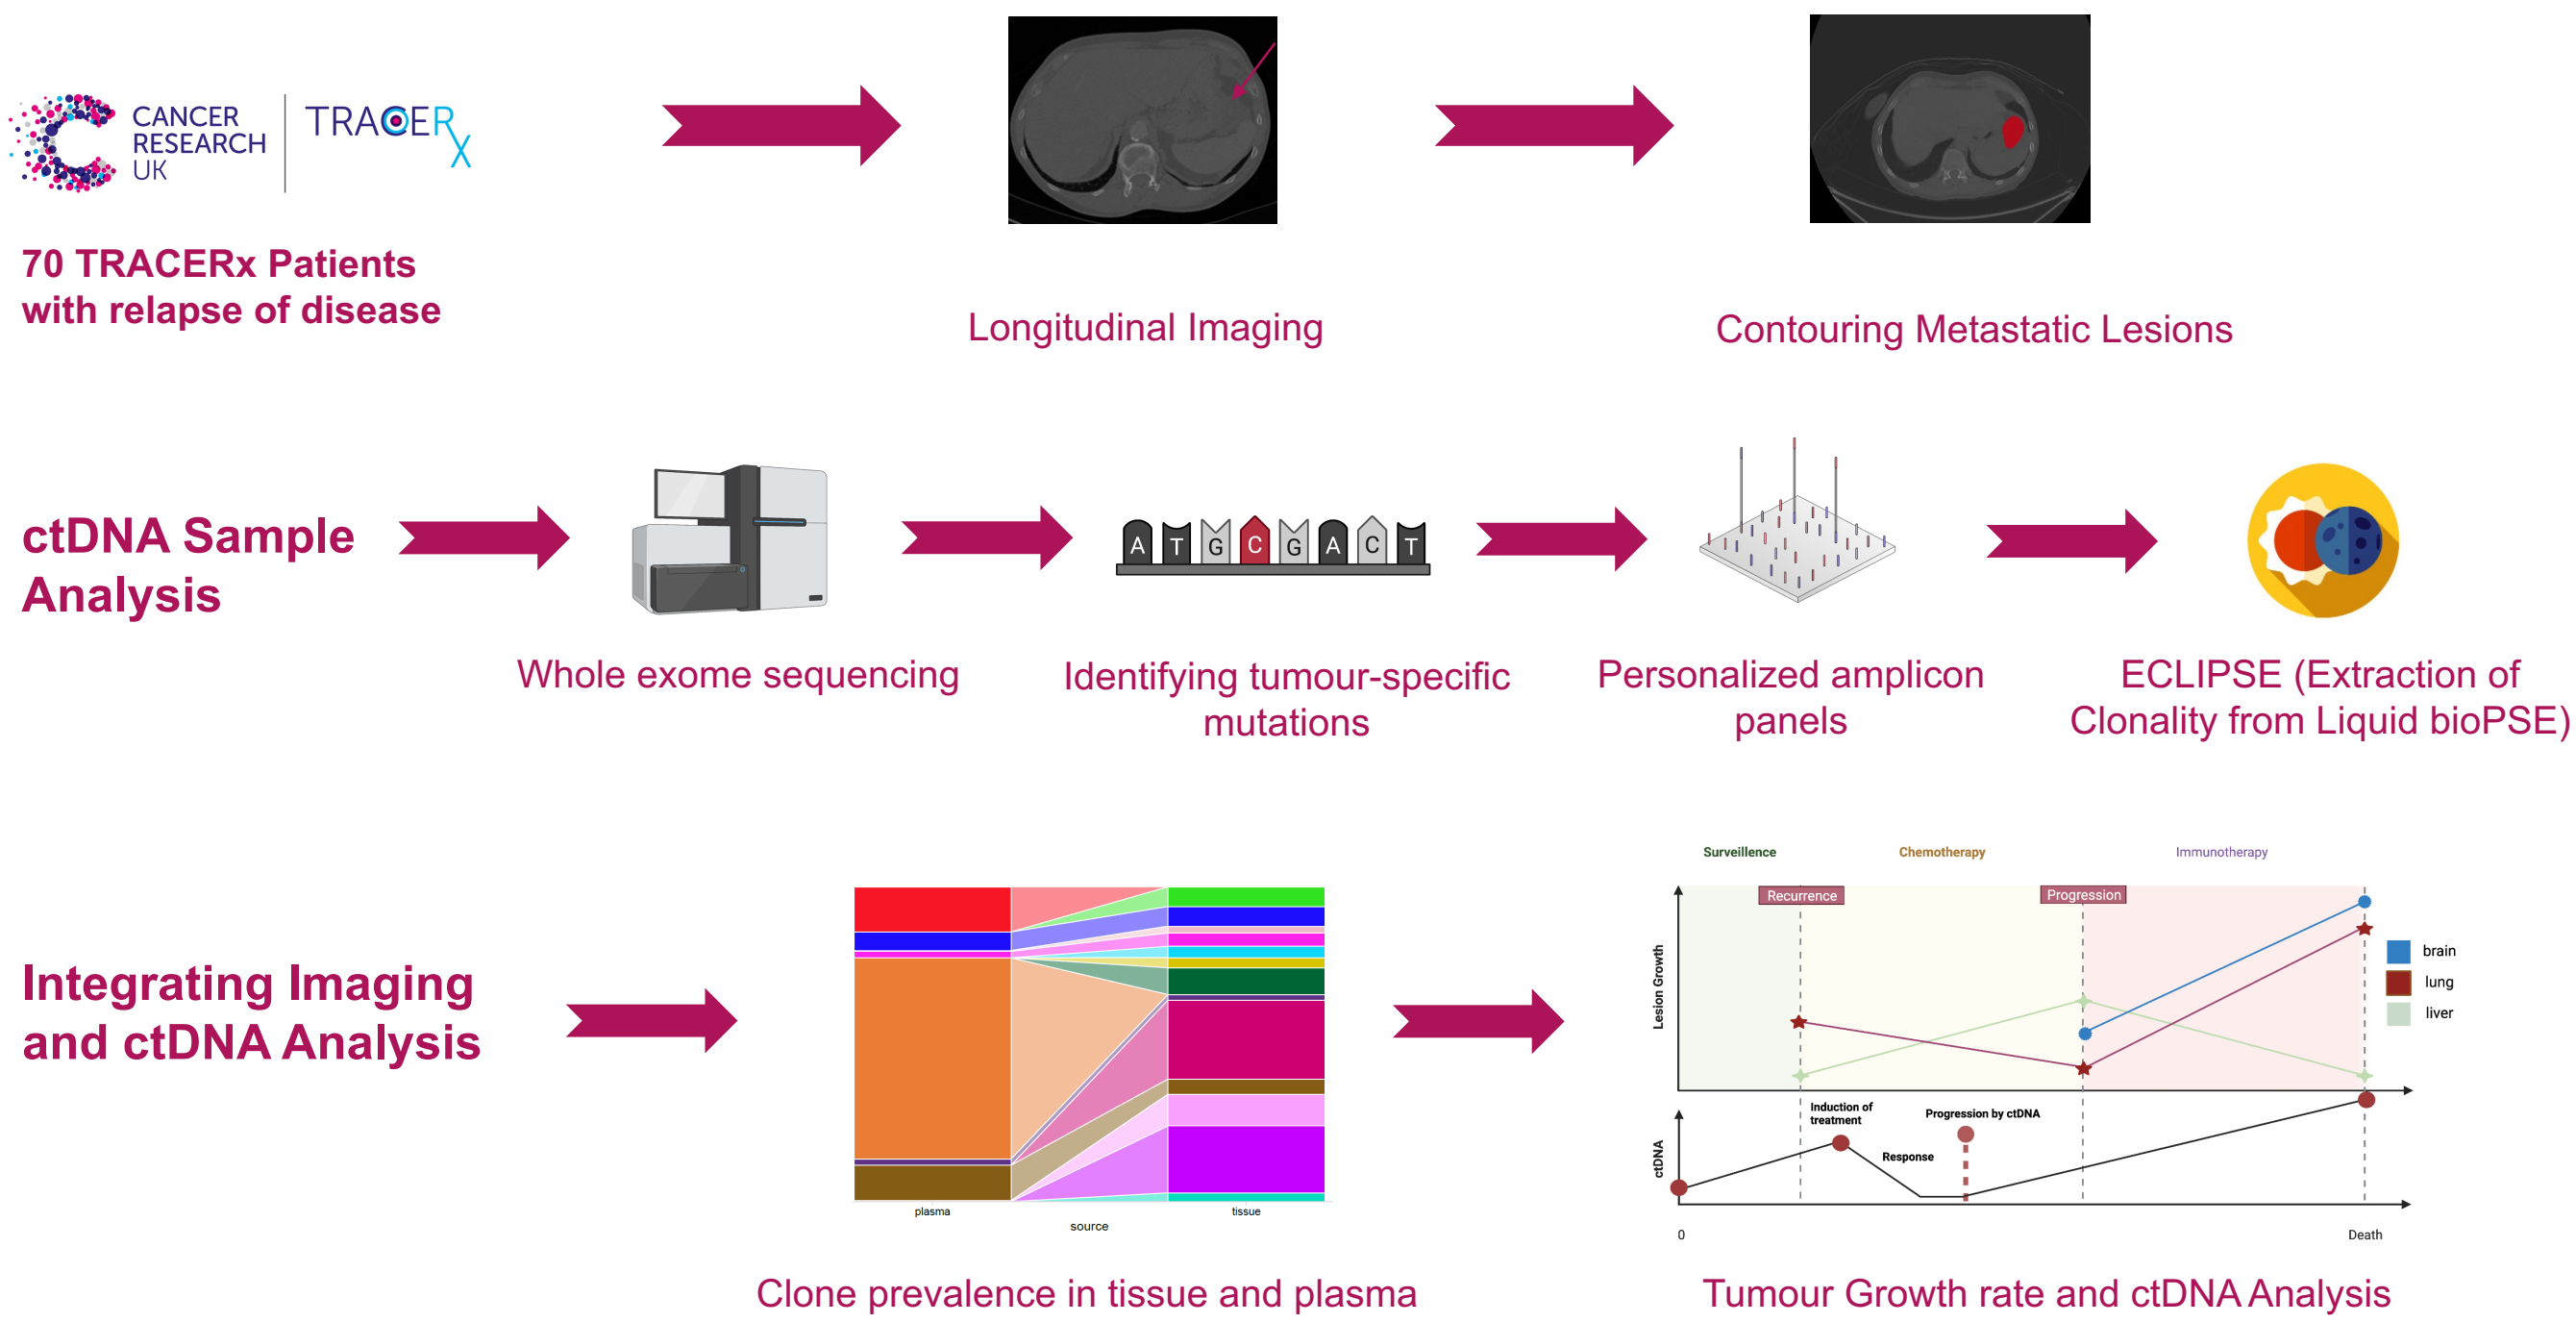 CANCER
RESEARCH
UK
TRACERx
70 TRACERx Patients
with relapse of disease
Longitudinal Imaging
Contouring Metastatic Lesions
ctDNA Sample
Analysis
A T G C G A C T
Whole exome sequencing
Identifying tumour-specific
mutations
Personalized amplicon
panels
ECLIPSE (Extraction of
Clonality from Liquid bioPSE)
Integrating Imaging
and ctDNA Analysis
plasma
tissue
source
Clone prevalence in tissue and plasma
Surveillence
Chemotherapy
Immunotherapy
Recurrence
Progression
Lesion Growth
brain
lung
liver
Induction of
treatment
Progression by ctDNA
Response
ctDNA
0
Death
Tumour Growth rate and ctDNA Analysis